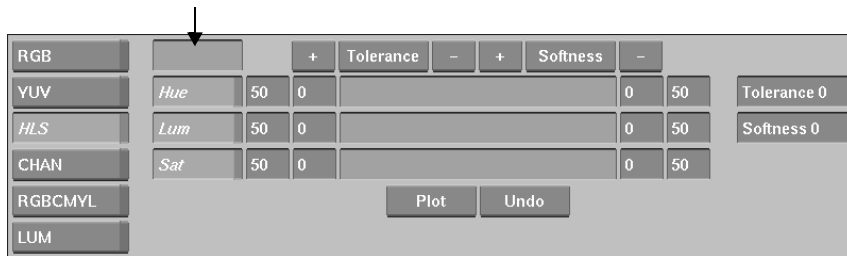 RGB + Tolerance - + Softness -
YUV Hue 50 0 0 50 Tolerance 0
HLS Lum 50 0 0 50 Softness 0
CHAN Sat 50 0 0 50
RGBCMYL Plot Undo
LUM